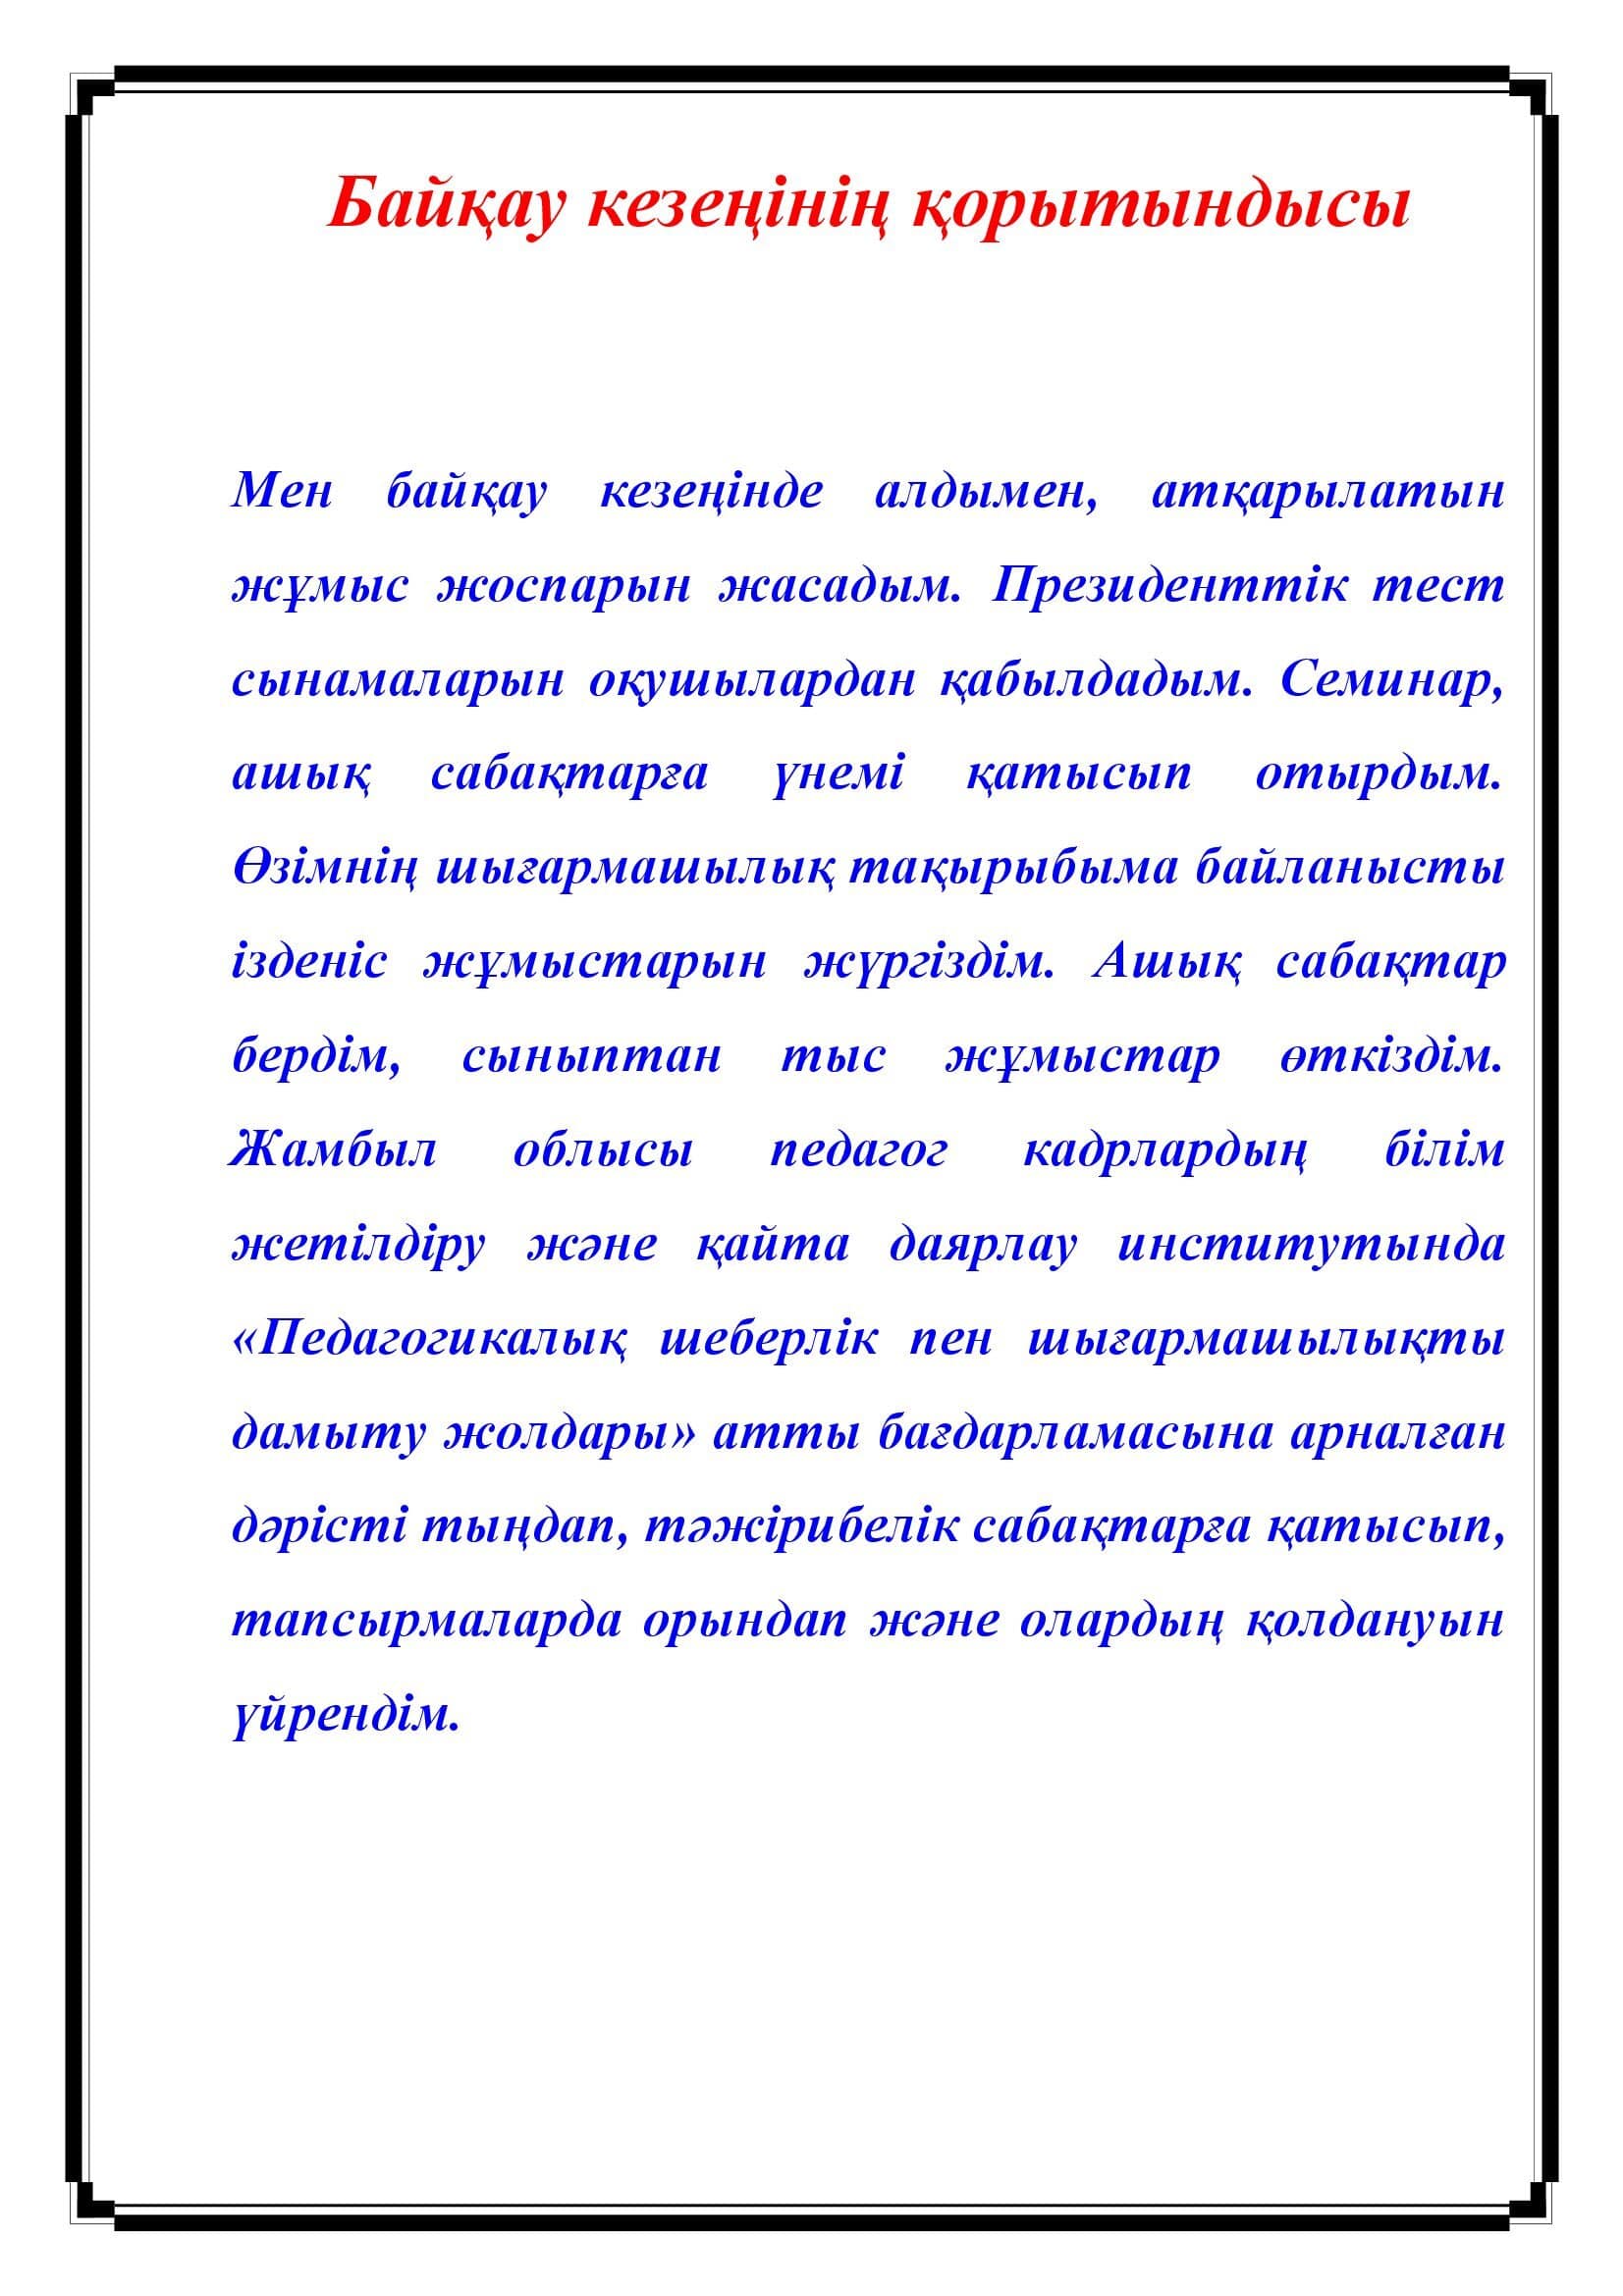 Байқау кезеңінің қорытындысы
Мен байқау кезеңінде алдымен, атқарылатын
жұмыс жоспарын жасадым. Президенттік тест
сынамаларын оқушылардан қабылдадым. Семинар,
ашық сабақтарға үнемі қатысып отырдым.
Өзімнің шығармашылық тақырыбыма байланысты
ізденіс жұмыстарын жүргіздім. Ашық сабақтар
бердім, сыныптан тыс жұмыстар өткіздім.
Жамбыл облысы педагог кадрлардың білім
жетілдіру және қайта даярлау институтында
«Педагогикалық шеберлік пен шығармашылықты
дамыту жолдары» атты бағдарламасына арналған
дәрісті тыңдап, тәжірибелік сабақтарға қатысып,
тапсырмаларда орындап және олардың қолдануын
үйрендім.